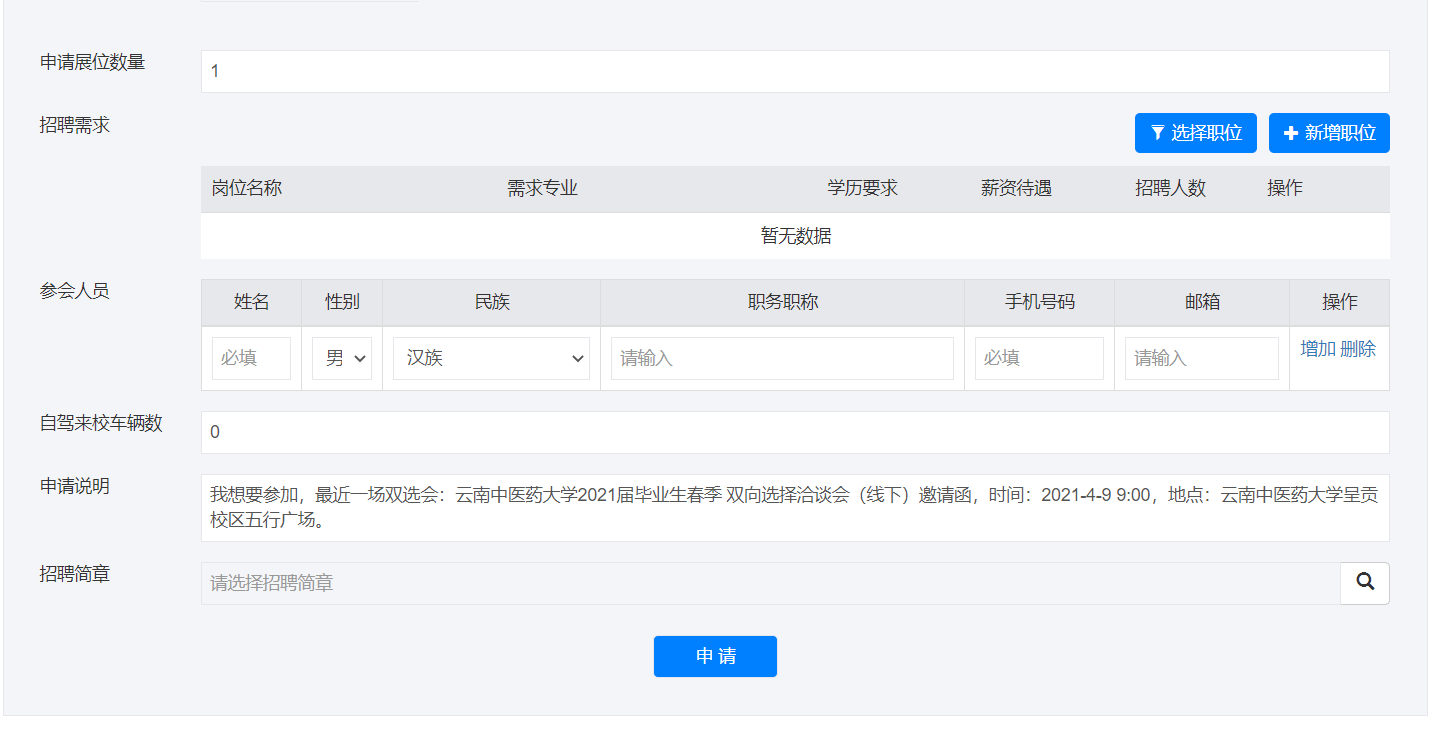 申请展位数量
1
招聘需求
选择职位 新增职位
岗位名称 需求专业 学历要求 薪资待遇 招聘人数 操作
暂无数据
参会人员
姓名 性别 民族 职务职称 手机号码 邮箱 操作
必填 男 汉族 请输入 必填 请输入 增加 删除
自驾来校车辆数
0
申请说明
我想要参加，最近一场双选会：云南中医药大学2021届毕业生春季 双向选择洽谈会（线下）邀请函，时间：2021-4-9 9:00，地点：云南中医药大学呈贡
校区五行广场。
招聘简章
请选择招聘简章
申 请